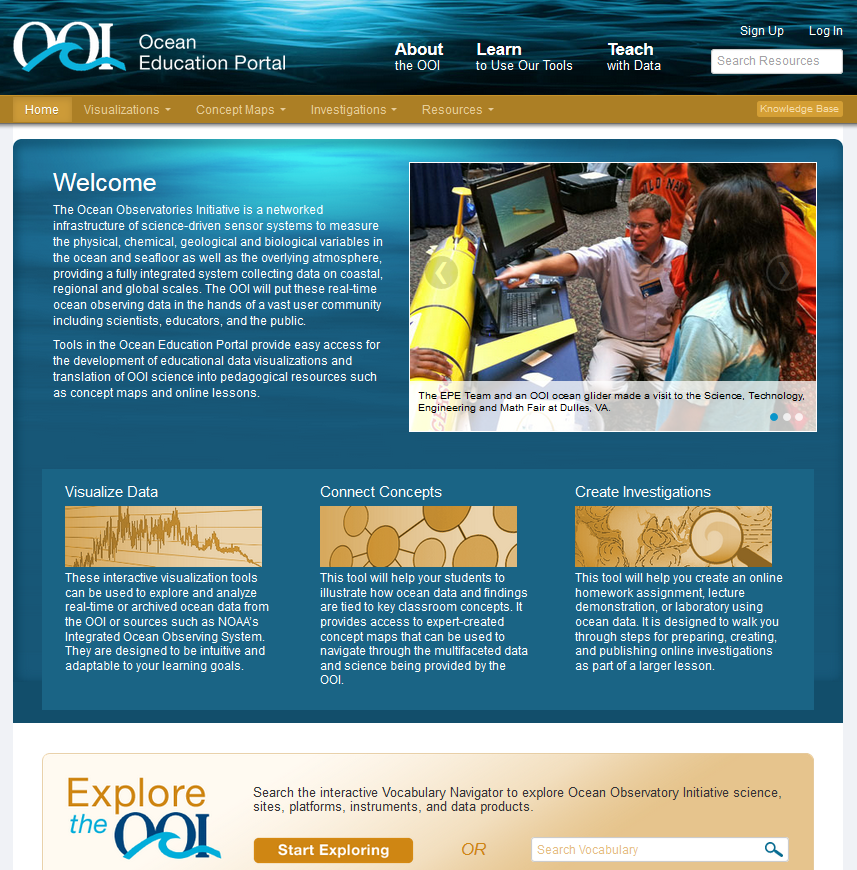 Sign Up
Log In
OOI
Ocean
Education Portal
About
the OOI
Learn
to Use Our Tools
Teach
with Data
Search Resources
Home
Visualizations
Concept Maps
Investigations
Resources
Knowledge Base
Welcome
The Ocean Observatories Initiative is a networked
infrastructure of science-driven sensor systems to measure
the physical, chemical, geological and biological variables in
the ocean and seafloor as well as the overlying atmosphere,
providing a fully integrated system collecting data on coastal,
regional and global scales. The OOI will put these real-time
ocean observing data in the hands of a vast user community
including scientists, educators, and the public.
Tools in the Ocean Education Portal provide easy access for
the development of educational data visualizations and
translation of OOI science into pedagogical resources such
as concept maps and online lessons.
OLD NAVY
The EPE Team and an OOI ocean glider made a visit to the Science, Technology,
Engineering and Math Fair at Dulles, VA.
Visualize Data
These interactive visualization tools
can be used to explore and analyze
real-time or archived ocean data from
the OOI or sources such as NOAA's
Integrated Ocean Observing System.
They are designed to be intuitive and
adaptable to your learning goals.
Connect Concepts
This tool will help your students to
illustrate how ocean data and findings
are tied to key classroom concepts. It
provides access to expert-created
concept maps that can be used to
navigate through the multifaceted data
and science being provided by the
OOI.
Create Investigations
This tool will help you create an online
homework assignment, lecture
demonstration, or laboratory using
ocean data. It is designed to walk you
through steps for preparing, creating,
and publishing online investigations
as part of a larger lesson.
Explore
the OOI
Search the interactive Vocabulary Navigator to explore Ocean Observatory Initiative science,
sites, platforms, instruments, and data products.
Start Exploring
OR
Search Vocabulary